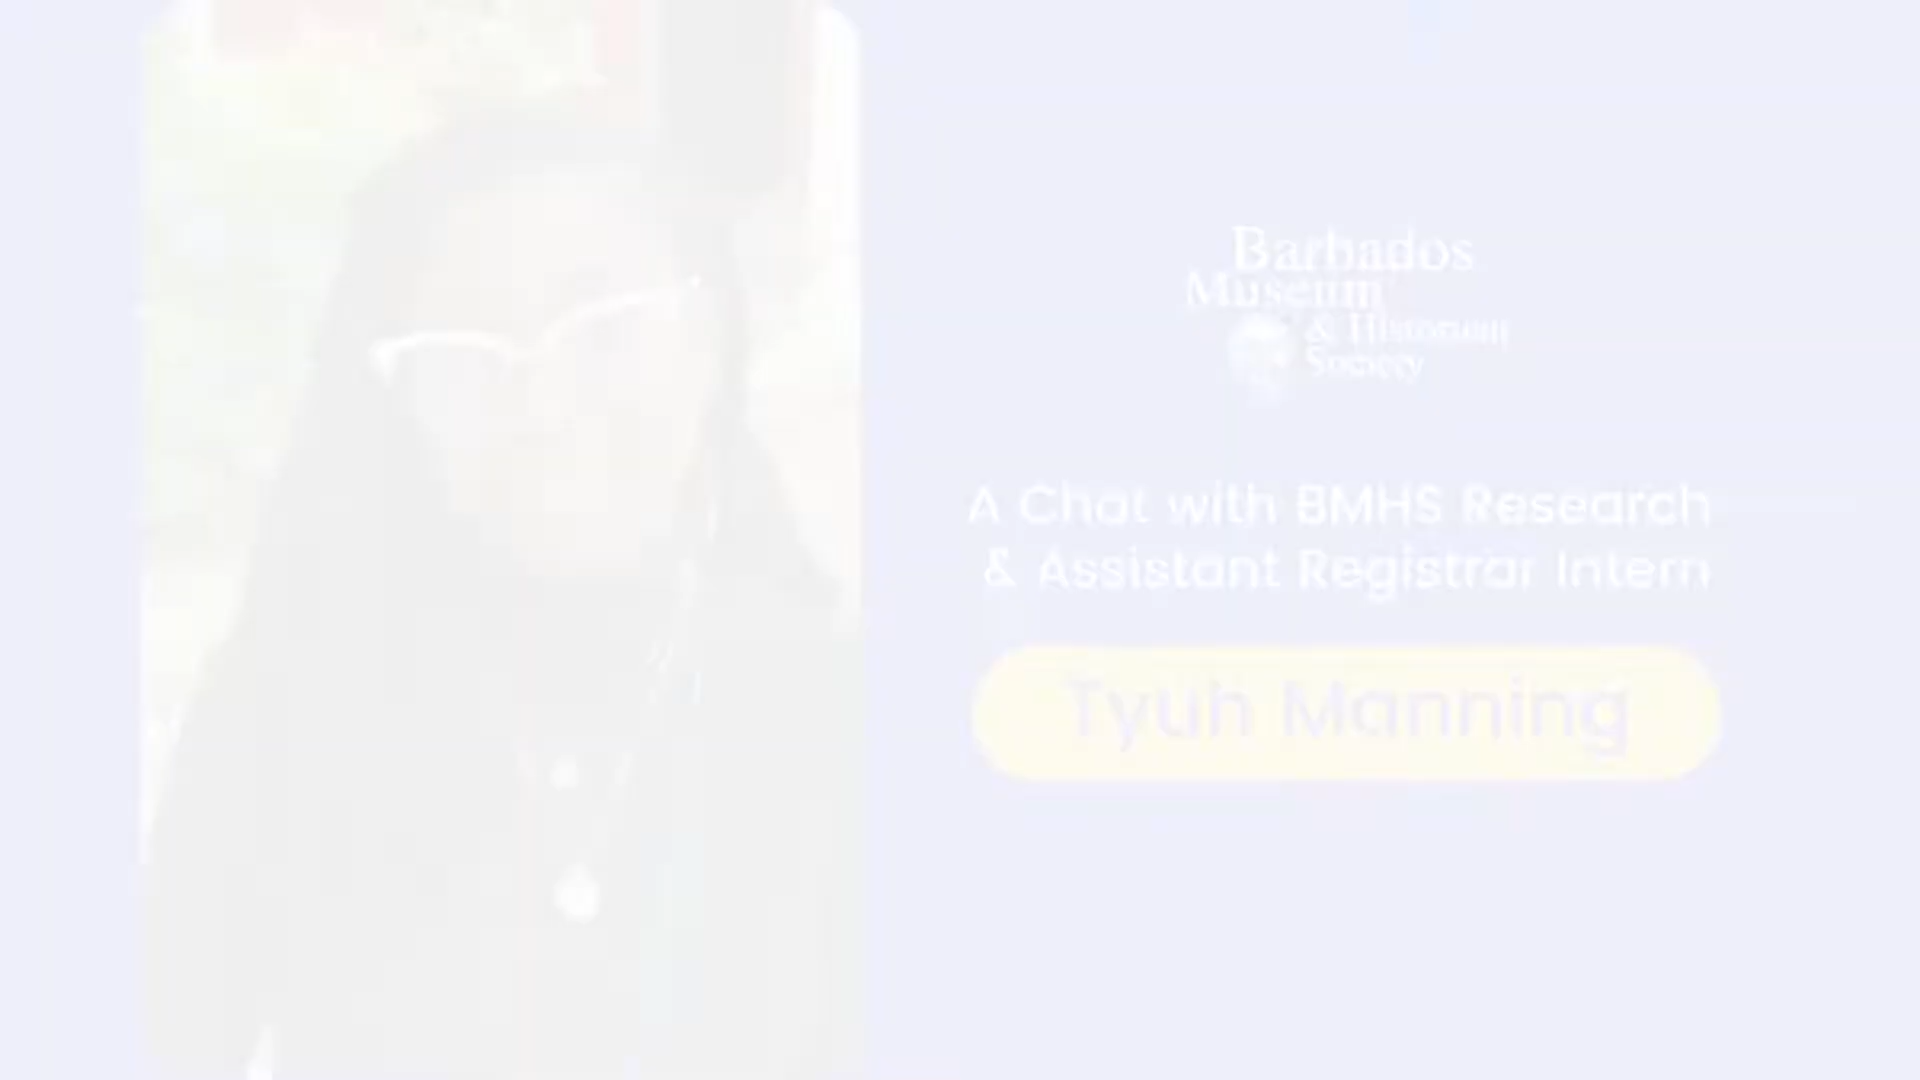 Barbados
Museum
& Historical
Society
A Chat with BMHS Research
& Assistant Registrar Intern
Tyuh Manning